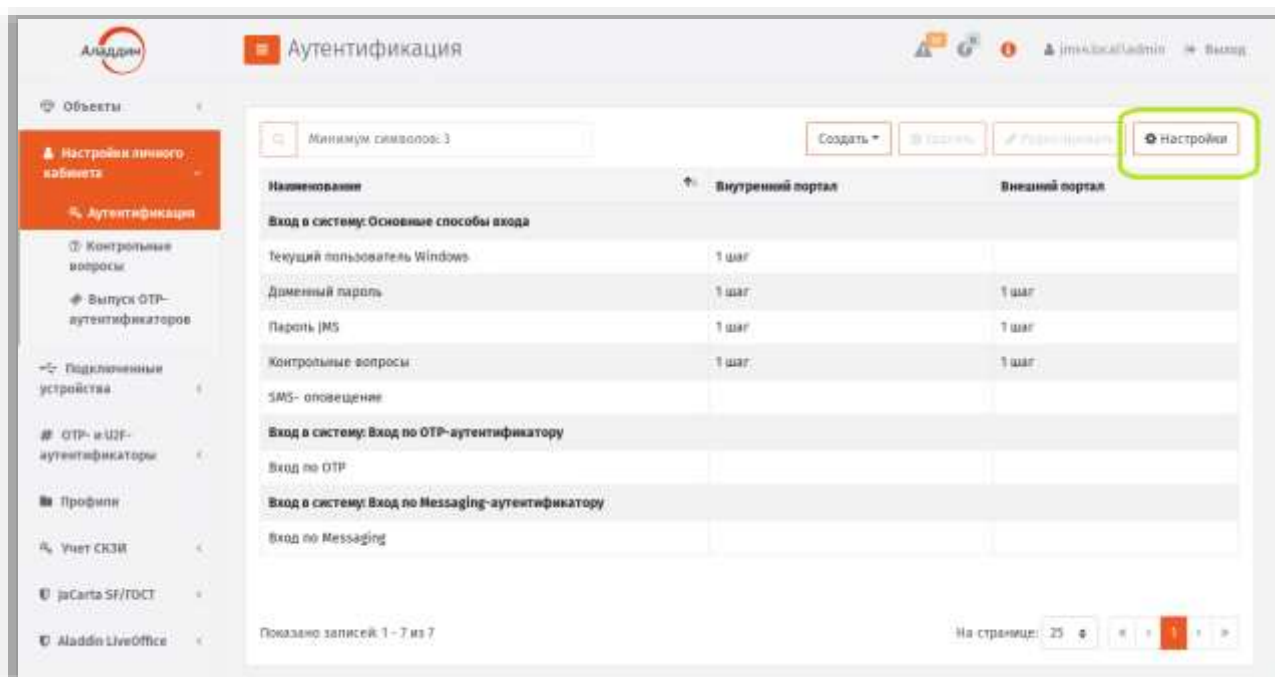 Аладдин
Аутентификация
Выход
Объекты
Настройки личного
кабинета
Аутентификация
Контрольные
вопросы
Выпуск OTP-
аутентификаторов
Подключенные
устройства
OTP- и U2F-
аутентификаторы
Профили
Учет СКЗИ
JaCarta SF/ГОСТ
Aladdin LiveOffice
Минимум символов: 3
Создать
Удалить
Редактировать
Настройки
Наименование Внутренний портал Внешний портал
Вход в систему: Основные способы входа
Текущий пользователь Windows 1 шаг
Доменный пароль 1 шаг 1 шаг
Пароль JMS 1 шаг 1 шаг
Контрольные вопросы 1 шаг 1 шаг
SMS- оповещение
Вход в систему: Вход по OTP-аутентификатору
Вход по OTP
Вход в систему: Вход по Messaging-аутентификатору
Вход по Messaging
Показано записей: 1 - 7 из 7
На странице: 25 « ‹ 1 › »